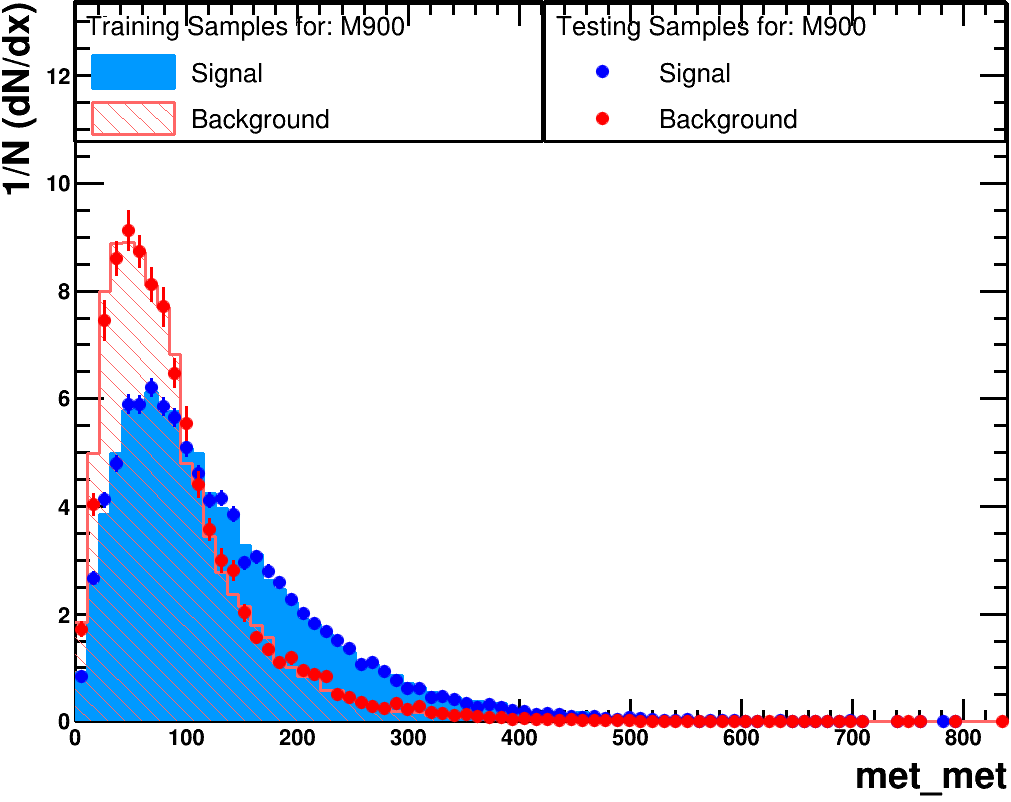 Training Samples for: M900
Signal
Background
Testing Samples for: M900
Signal
Background
1/N (dN/dx)
12
10
8
6
4
2
0
0 100 200 300 400 500 600 700 800
met_met